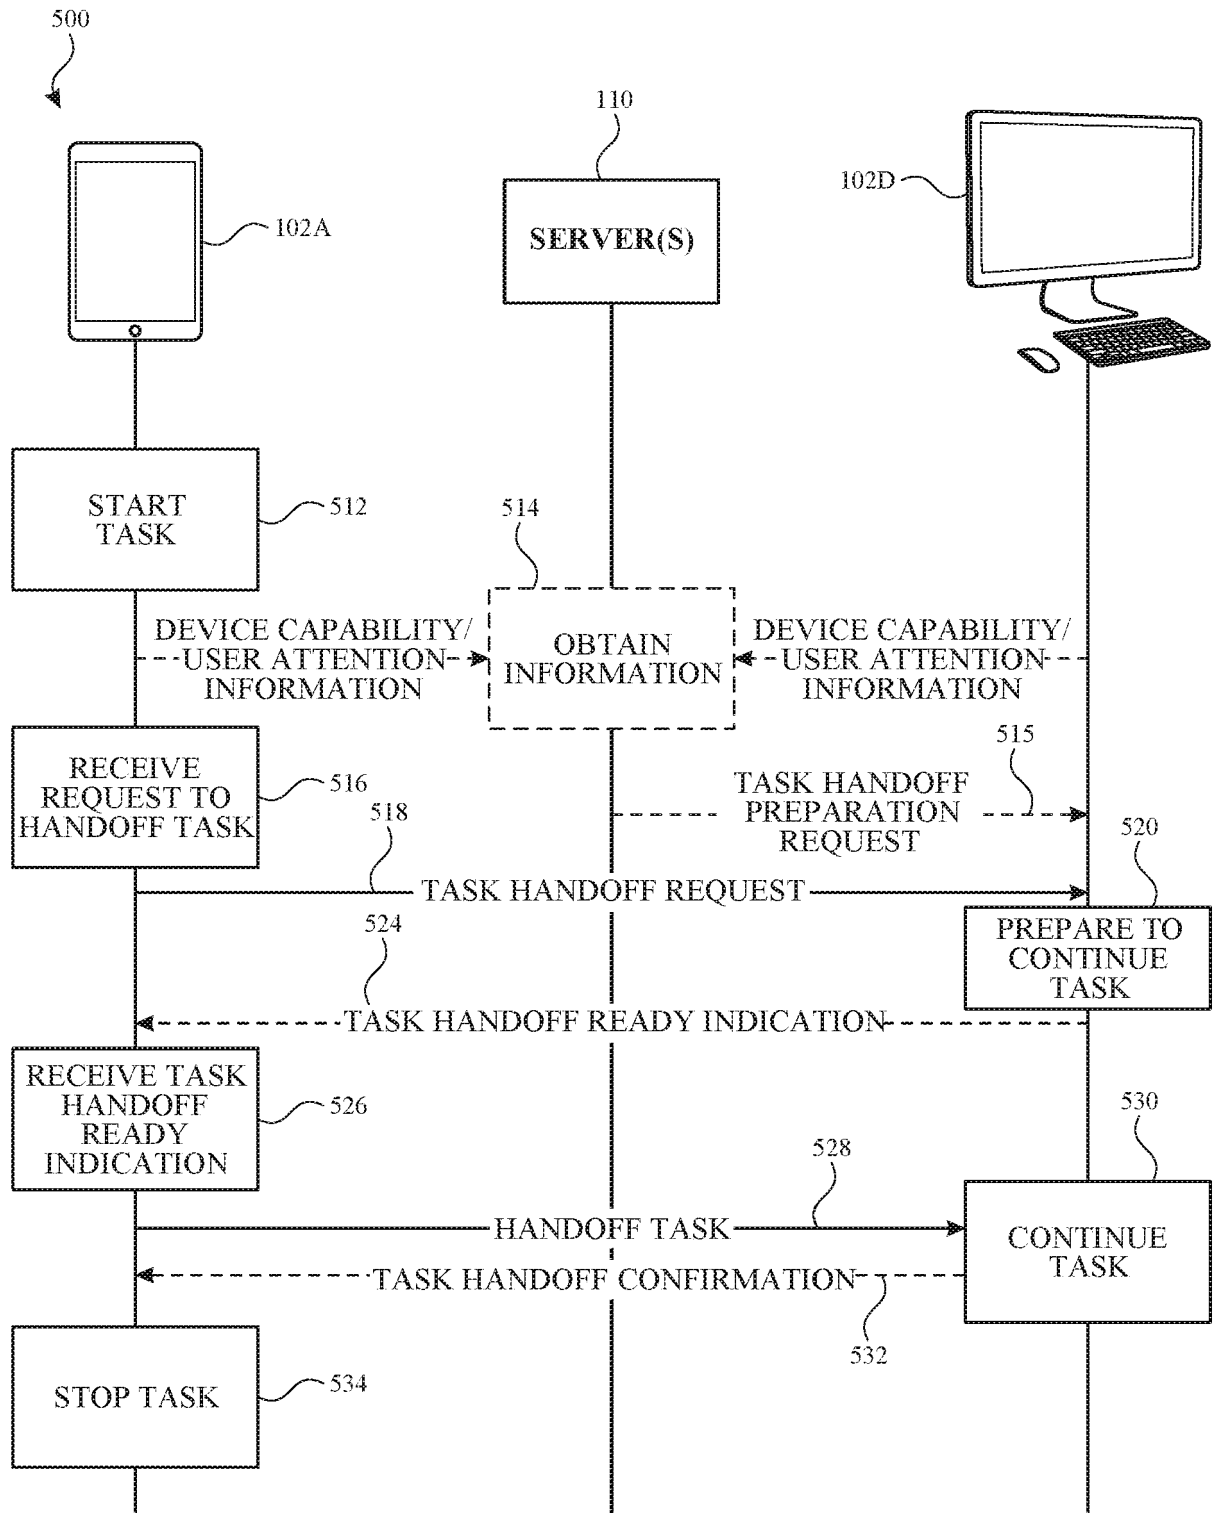 500
110
102D
102A
SERVER(S)
START
TASK
512
514
DEVICE CAPABILITY/
USER ATTENTION
INFORMATION
OBTAIN
INFORMATION
DEVICE CAPABILITY/
USER ATTENTION
INFORMATION
515
RECEIVE
REQUEST TO
HANDOFF TASK
516
TASK HANDOFF
PREPARATION
REQUEST
518
520
TASK HANDOFF REQUEST
524
PREPARE TO
CONTINUE
TASK
TASK HANDOFF READY INDICATION
RECEIVE TASK
HANDOFF
READY
INDICATION
526
530
528
HANDOFF TASK
CONTINUE
TASK
TASK HANDOFF CONFIRMATION
532
STOP TASK
534